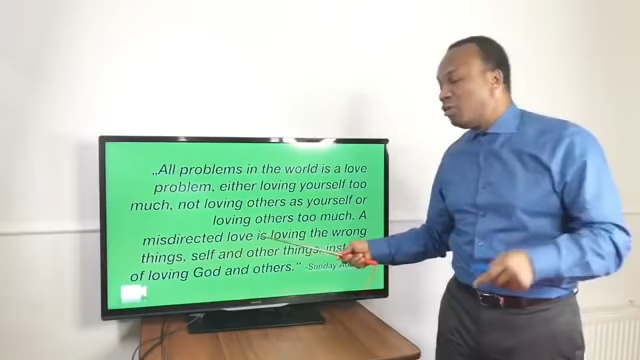 „All problems in the world is a love
problem, either loving yourself too
much, not loving others as yourself or
loving others too much. A
misdirected love is loving the wrong
things, self and other things,
of loving God and others.“ -Sunday